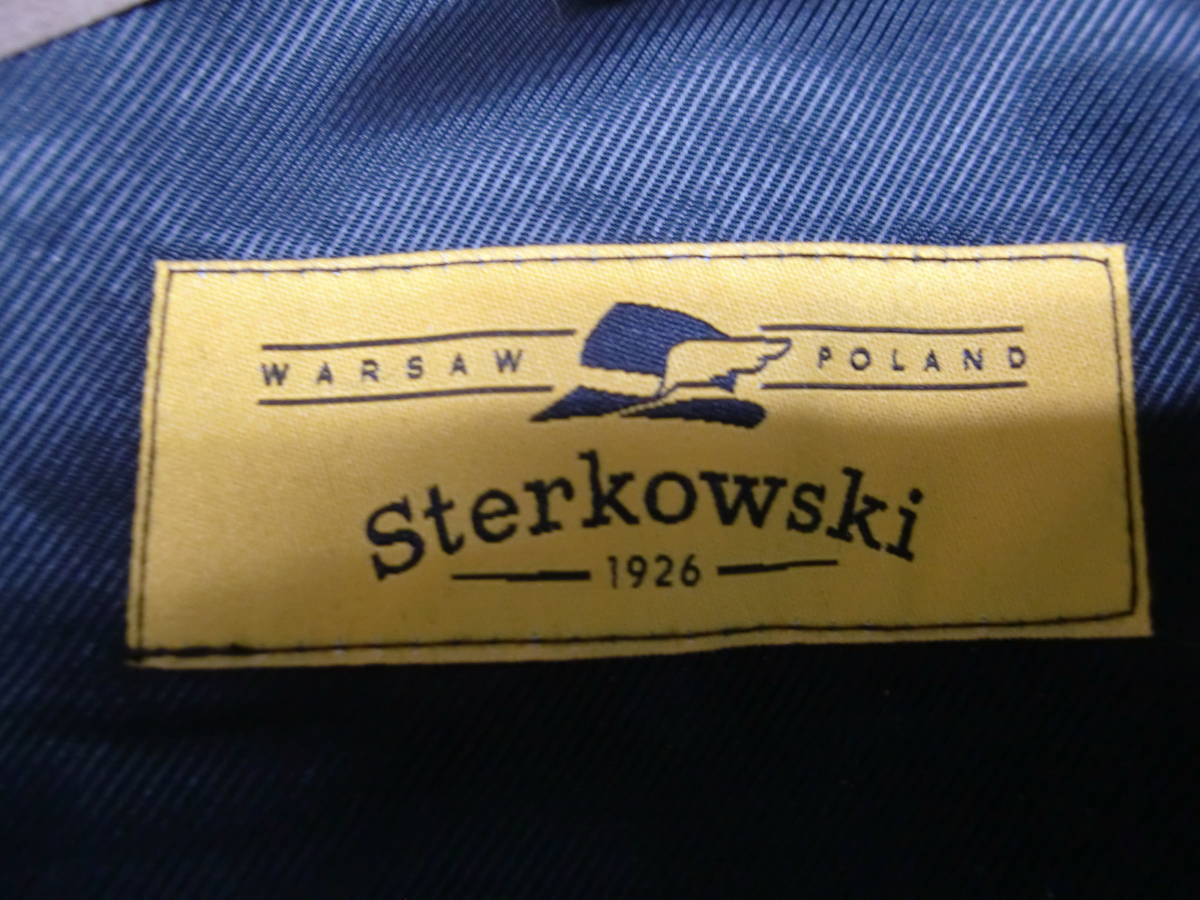 WARSAW POLAND
Sterkowski
1926